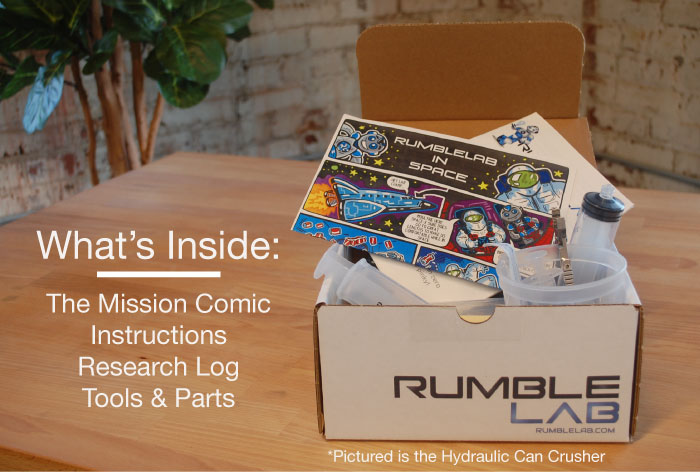 What's Inside:
The Mission Comic
Instructions
Research Log
Tools & Parts
RUMBLELAB
IN
SPACE
RUMBLE
LAB
RUMBLELAB.COM
*Pictured is the Hydraulic Can Crusher